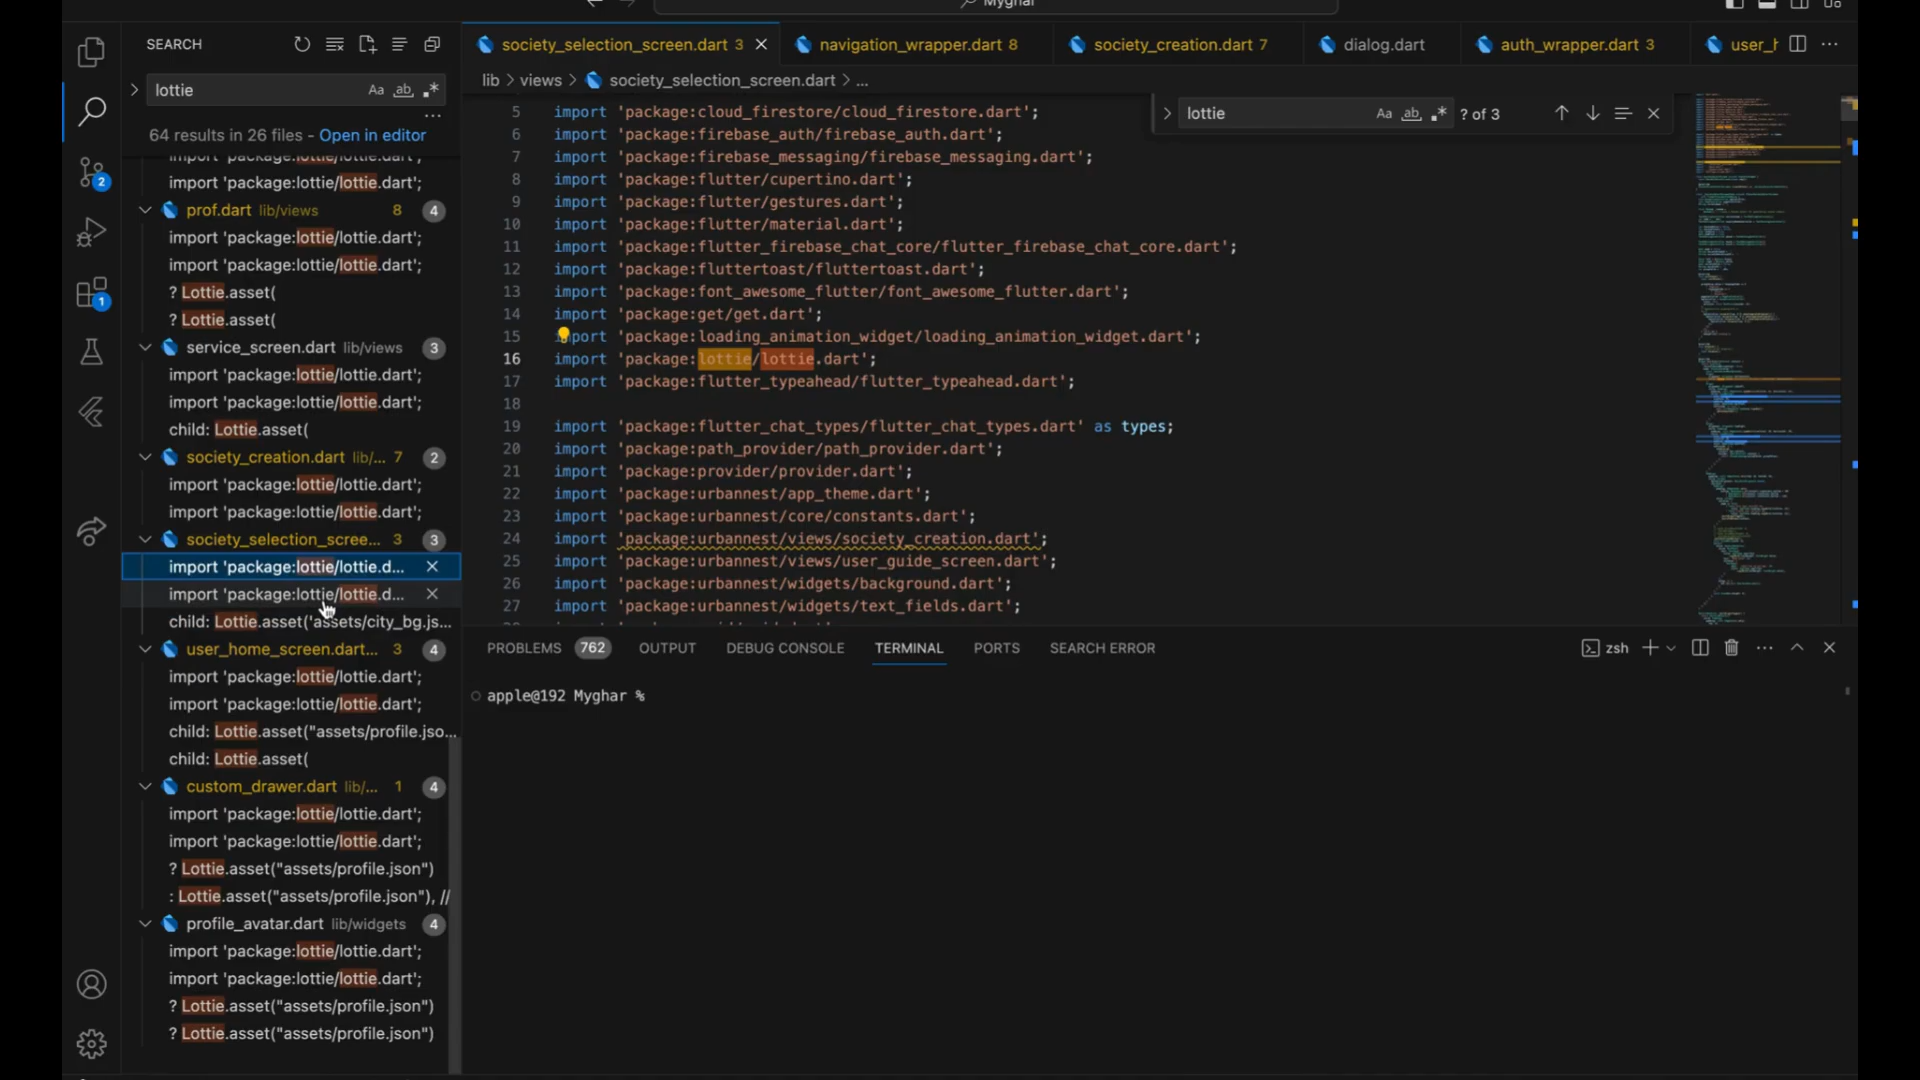 Myghar
SEARCH
lottie
Aa ab .*
64 results in 26 files - Open in editor
import 'package:lottie/lottie.dart';
import 'package:lottie/lottie.dart';
prof.dart lib/views 8 4
import 'package:lottie/lottie.dart';
import 'package:lottie/lottie.dart';
? Lottie.asset(
? Lottie.asset(
service_screen.dart lib/views 3
import 'package:lottie/lottie.dart';
import 'package:lottie/lottie.dart';
child: Lottie.asset(
society_creation.dart lib/... 7 2
import 'package:lottie/lottie.dart';
import 'package:lottie/lottie.dart';
society_selection_scree... 3 3
import 'package:lottie/lottie.d...
import 'package:lottie/lottie.d...
child: Lottie.asset('assets/city_bg.js...
user_home_screen.dart... 3 4
import 'package:lottie/lottie.dart';
import 'package:lottie/lottie.dart';
child: Lottie.asset("assets/profile.jso...
child: Lottie.asset(
custom_drawer.dart lib/... 1 4
import 'package:lottie/lottie.dart';
import 'package:lottie/lottie.dart';
? Lottie.asset("assets/profile.json")
: Lottie.asset("assets/profile.json"), //
profile_avatar.dart lib/widgets 4
import 'package:lottie/lottie.dart';
import 'package:lottie/lottie.dart';
? Lottie.asset("assets/profile.json")
? Lottie.asset("assets/profile.json")
2
1
society_selection_screen.dart 3
navigation_wrapper.dart 8
society_creation.dart 7
dialog.dart
auth_wrapper.dart 3
user_h
lib > views > society_selection_screen.dart > ...
lottie Aa ab .* ? of 3
5 import 'package:cloud_firestore/cloud_firestore.dart';
6 import 'package:firebase_auth/firebase_auth.dart';
7 import 'package:firebase_messaging/firebase_messaging.dart';
8 import 'package:flutter/cupertino.dart';
9 import 'package:flutter/gestures.dart';
10 import 'package:flutter/material.dart';
11 import 'package:flutter_firebase_chat_core/flutter_firebase_chat_core.dart';
12 import 'package:fluttertoast/fluttertoast.dart';
13 import 'package:font_awesome_flutter/font_awesome_flutter.dart';
14 import 'package:get/get.dart';
15 import 'package:loading_animation_widget/loading_animation_widget.dart';
16 import 'package:lottie/lottie.dart';
17 import 'package:flutter_typeahead/flutter_typeahead.dart';
18
19 import 'package:flutter_chat_types/flutter_chat_types.dart' as types;
20 import 'package:path_provider/path_provider.dart';
21 import 'package:provider/provider.dart';
22 import 'package:urbannest/app_theme.dart';
23 import 'package:urbannest/core/constants.dart';
24 import 'package:urbannest/views/society_creation.dart';
25 import 'package:urbannest/views/user_guide_screen.dart';
26 import 'package:urbannest/widgets/background.dart';
27 import 'package:urbannest/widgets/text_fields.dart';
PROBLEMS 762 OUTPUT DEBUG CONSOLE TERMINAL PORTS SEARCH ERROR
zsh
apple@192 Myghar %